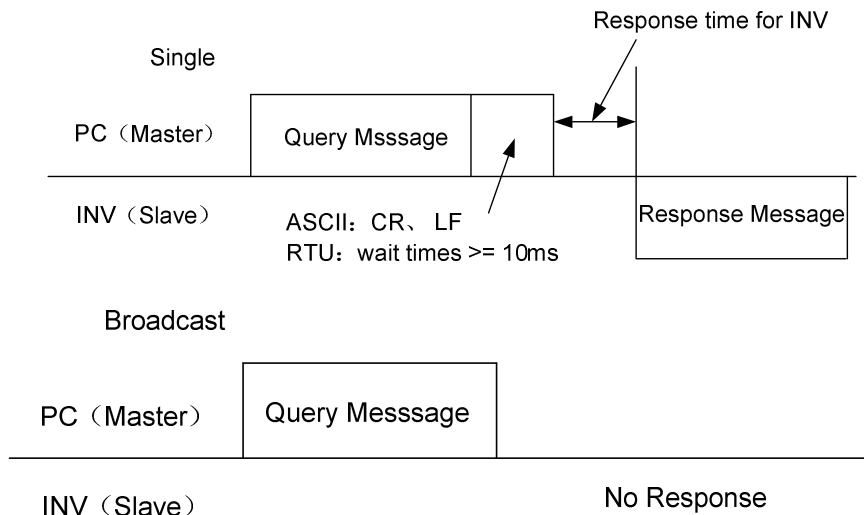 Response time for INV
Single
PC（Master）
Query Msssage
INV（Slave）
ASCII：CR、 LF
RTU：wait times >= 10ms
Response Message
Broadcast
PC（Master）
Query Messsage
INV（Slave）
No Response